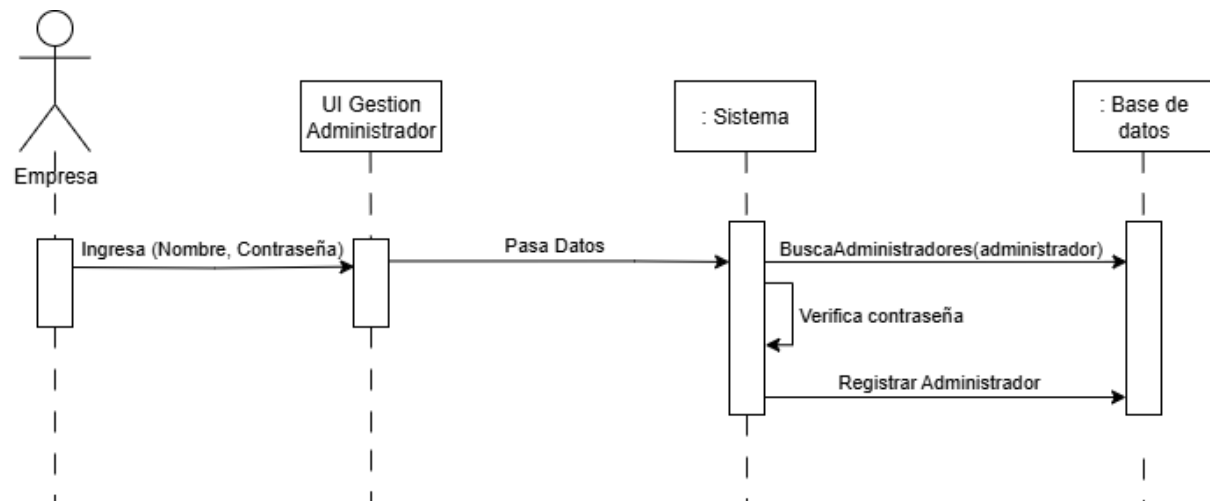 Empresa
UI Gestion
Administrador
: Sistema
: Base de
datos
Ingresa (Nombre, Contraseña)
Pasa Datos
BuscaAdministradores(administrador)
Verifica contraseña
Registrar Administrador